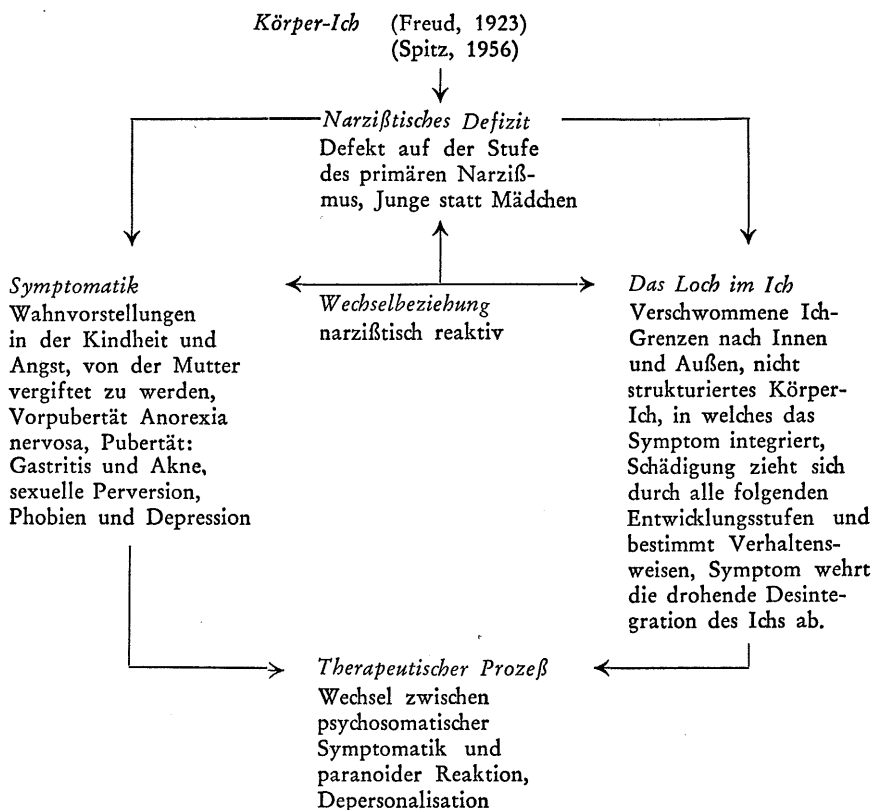 Körper-Ich (Freud, 1923)
(Spitz, 1956)
Narzißtisches Defizit
Defekt auf der Stufe
des primären Narziß-
mus, Junge statt Mädchen
Symptomatik
Wahnvorstellungen
in der Kindheit und
Angst, von der Mutter
vergiftet zu werden,
Vorpubertät Anorexia
nervosa, Pubertät:
Gastritis und Akne,
sexuelle Perversion,
Phobien und Depression
Wechselbeziehung
narzißtisch reaktiv
Das Loch im Ich
Verschwommene Ich-
Grenzen nach Innen
und Außen, nicht
strukturiertes Körper-
Ich, in welches das
Symptom integriert,
Schädigung zieht sich
durch alle folgenden
Entwicklungsstufen und
bestimmt Verhaltens-
weisen, Symptom wehrt
die drohende Desinte-
gration des Ichs ab.
Therapeutischer Prozeß
Wechsel zwischen
psychosomatischer
Symptomatik und
paranoider Reaktion,
Depersonalisation